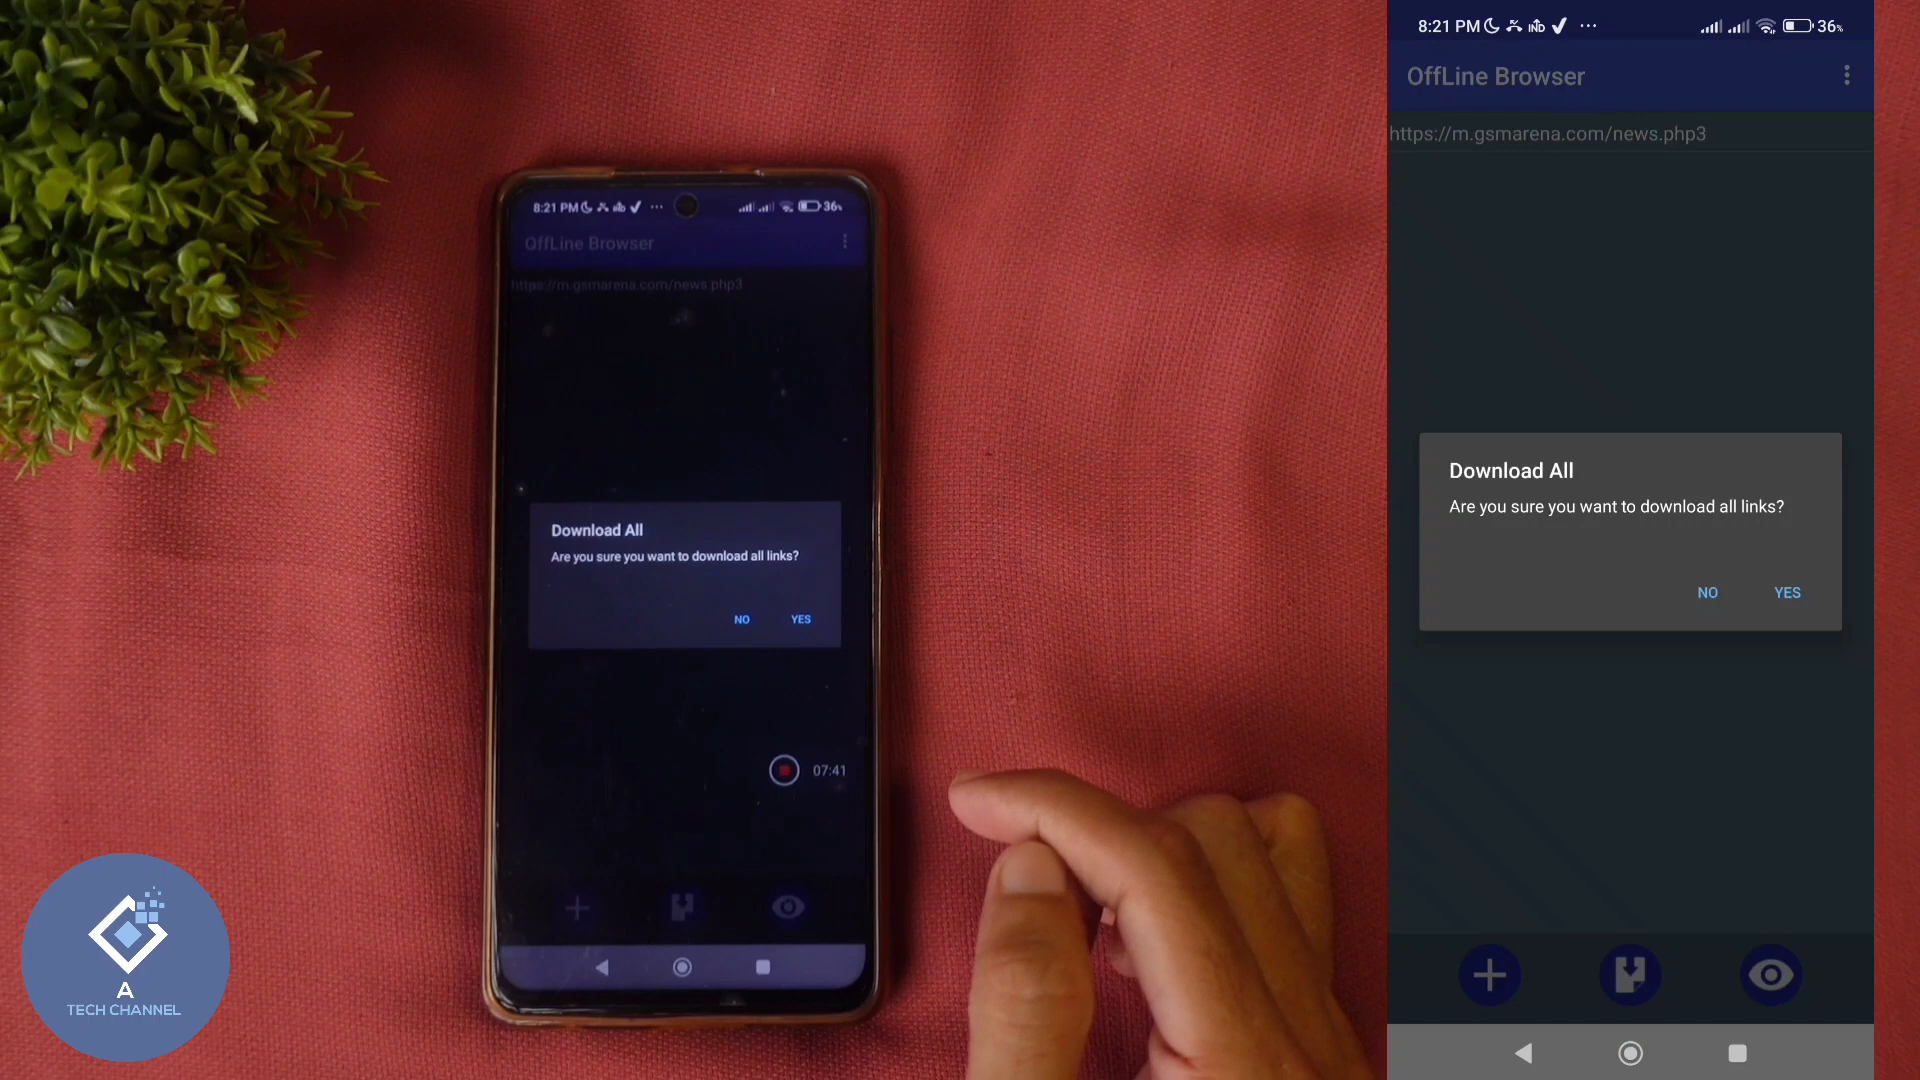 8:21 PM ... 36%
OffLine Browser
https://m.gsmarena.com/news.php3
Download All
Are you sure you want to download all links?
NO YES
07:41
A
TECH CHANNEL
8:21 PM IND ... 36%
OffLine Browser
https://m.gsmarena.com/news.php3
Download All
Are you sure you want to download all links?
NO YES